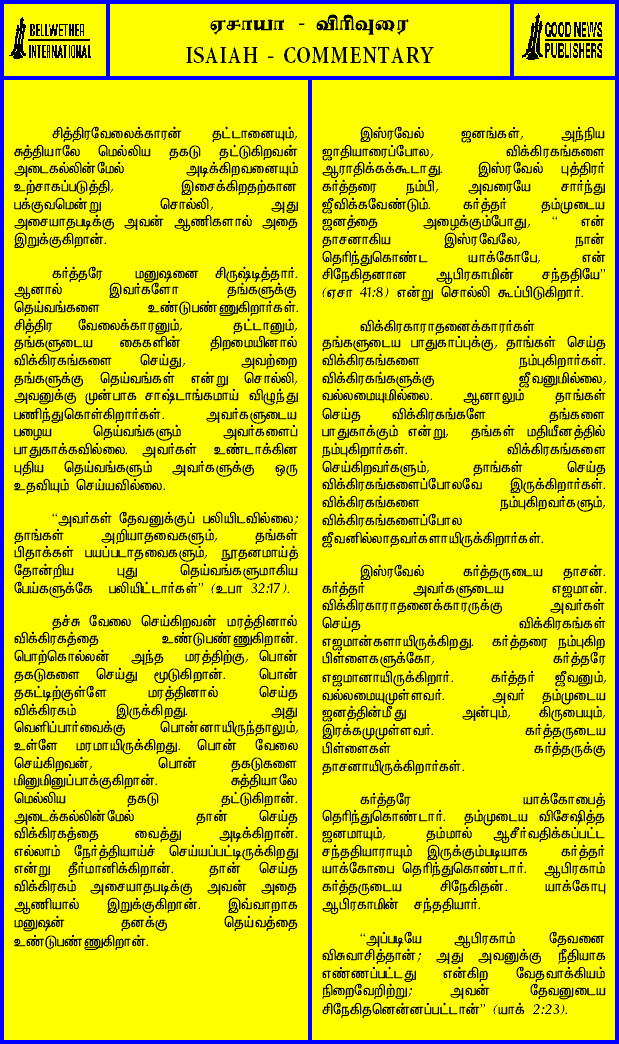 BELLWETHER
INTERNATIONAL
ஏசாயா - விரிவுரை
ISAIAH - COMMENTARY
GOOD NEWS
PUBLISHERS
சித்திரவேலைக்காரன் தட்டானையும்,
சுத்தியாலே மெல்லிய தகடு தட்டுகிறவன்
அடைகல்லின்மேல் அடிக்கிறவனையும்
உற்சாகப்படுத்தி, இசைக்கிறதற்கான
பக்குவமென்று சொல்லி, அது
அசையாதபடிக்கு அவன் ஆணிகளால் அதை
இறுக்குகிறான்.
கர்த்தரே மனுஷனை சிருஷ்டித்தார்.
ஆனால் இவர்களோ தங்களுக்கு
தெய்வங்களை உண்டுபண்ணுகிறார்கள்.
சித்திர வேலைக்காரனும், தட்டானும்,
தங்களுடைய கைகளின் திறமையினால்
விக்கிரகங்களை செய்து, அவற்றை
தங்களுக்கு தெய்வங்கள் என்று சொல்லி,
அவனுக்கு முன்பாக சாஷ்டாங்கமாய் விழுந்து
பணிந்துகொள்கிறார்கள். அவர்களுடைய
பழைய தெய்வங்களும் அவர்களைப்
பாதுகாக்கவில்லை. அவர்கள் உண்டாக்கின
புதிய தெய்வங்களும் அவர்களுக்கு ஒரு
உதவியும் செய்யவில்லை.
“அவர்கள் தேவனுக்குப் பலியிடவில்லை;
தாங்கள் அறியாதவைகளும், தங்கள்
பிதாக்கள் பயப்படாதவைகளும், நூதனமாய்த்
தோன்றிய புது தெய்வங்களுமாகிய
பேய்களுக்கே பலியிட்டார்கள்” (உபா 32:17).
தச்சு வேலை செய்கிறவன் மரத்தினால்
விக்கிரகத்தை உண்டுபண்ணுகிறான்.
பொற்கொல்லன் அந்த மரத்திற்கு, பொன்
தகடுகளை செய்து மூடுகிறான். பொன்
தகட்டிற்குள்ளே மரத்தினால் செய்த
விக்கிரகம் இருக்கிறது. அது
வெளிப்பார்வைக்கு பொன்னாயிருந்தாலும்,
உள்ளே மரமாயிருக்கிறது. பொன் வேலை
செய்கிறவன், பொன் தகடுகளை
மினுமினுப்பாக்குகிறான். சுத்தியாலே
மெல்லிய தகடு தட்டுகிறான்.
அடைக்கல்லின்மேல் தான் செய்த
விக்கிரகத்தை வைத்து அடிக்கிறான்.
எல்லாம் நேர்த்தியாய்ச் செய்யப்பட்டிருக்கிறது
என்று தீர்மானிக்கிறான். தான் செய்த
விக்கிரகம் அசையாதபடிக்கு அவன் அதை
ஆணியால் இறுக்குகிறான். இவ்வாறாக
மனுஷன் தனக்கு தெய்வத்தை
உண்டுபண்ணுகிறான்.
இஸ்ரவேல் ஜனங்கள், அந்நிய
ஜாதியாரைப்போல, விக்கிரகங்களை
ஆராதிக்கக்கூடாது. இஸ்ரவேல் புத்திரர்
கர்த்தரை நம்பி, அவரையே சார்ந்து
ஜீவிக்கவேண்டும். கர்த்தர் தம்முடைய
ஜனத்தை அழைக்கும்போது, “ என்
தாசனாகிய இஸ்ரவேலே, நான்
தெரிந்துகொண்ட யாக்கோபே, என்
சிநேகிதனான ஆபிரகாமின் சந்ததியே”
(ஏசா 41:8) என்று சொல்லி கூப்பிடுகிறார்.
விக்கிரகாராதனைக்காரர்கள்
தங்களுடைய பாதுகாப்புக்கு, தாங்கள் செய்த
விக்கிரகங்களை நம்புகிறார்கள்.
விக்கிரகங்களுக்கு ஜீவனுமில்லை,
வல்லமையுமில்லை. ஆனாலும் தாங்கள்
செய்த விக்கிரகங்களே தங்களை
பாதுகாக்கும் என்று, தங்கள் மதியீனத்தில்
நம்புகிறார்கள். விக்கிரகங்களை
செய்கிறவர்களும், தாங்கள் செய்த
விக்கிரகங்களைப்போலவே இருக்கிறார்கள்.
விக்கிரகங்களை நம்புகிறவர்களும்,
விக்கிரகங்களைப்போல
ஜீவனில்லாதவர்களாயிருக்கிறார்கள்.
இஸ்ரவேல் கர்த்தருடைய தாசன்.
கர்த்தர் அவர்களுடைய எஜமான்.
விக்கிரகாராதனைக்காரருக்கு அவர்கள்
செய்த விக்கிரகங்கள்
எஜமான்களாயிருக்கிறது. கர்த்தரை நம்புகிற
பிள்ளைகளுக்கோ, கர்த்தரே
எஜமானாயிருக்கிறார். கர்த்தர் ஜீவனும்,
வல்லமையுமுள்ளவர். அவர் தம்முடைய
ஜனத்தின்மீது அன்பும், கிருபையும்,
இரக்கமுமுள்ளவர். கர்த்தருடைய
பிள்ளைகள் கர்த்தருக்கு
தாசனாயிருக்கிறார்கள்.
கர்த்தரே யாக்கோபைத்
தெரிந்துகொண்டார். தம்முடைய விசேஷித்த
ஜனமாயும், தம்மால் ஆசீர்வதிக்கப்பட்ட
சந்ததியாராயும் இருக்கும்படியாக கர்த்தர்
யாக்கோபை தெரிந்துகொண்டார். ஆபிரகாம்
கர்த்தருடைய சிநேகிதன். யாக்கோபு
ஆபிரகாமின் சந்ததியார்.
“அப்படியே ஆபிரகாம் தேவனை
விசுவாசித்தான்; அது அவனுக்கு நீதியாக
எண்ணப்பட்டது என்கிற வேதவாக்கியம்
நிறைவேறிற்று; அவன் தேவனுடைய
சிநேகிதனென்னப்பட்டான்” (யாக் 2:23).